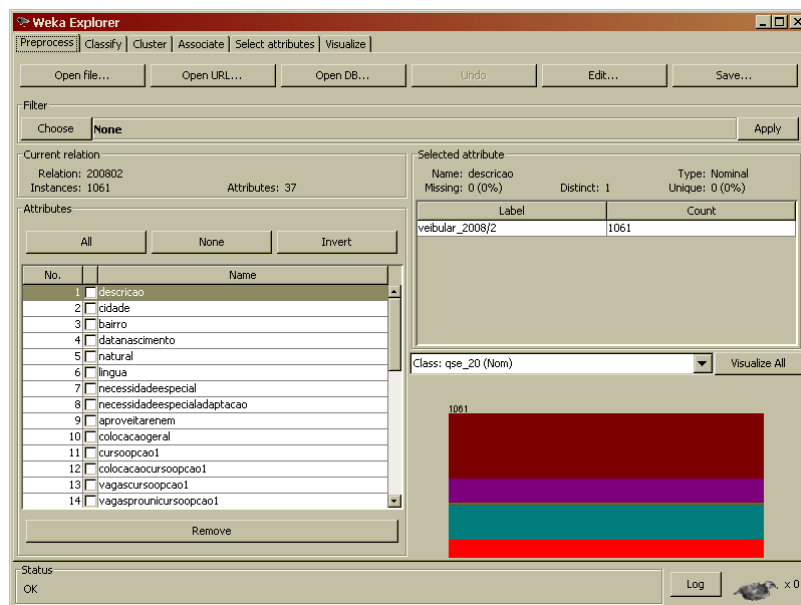 Weka Explorer
Preprocess Classify Cluster Associate Select attributes Visualize
Open file... Open URL... Open DB... Undo Edit... Save...
Filter
Choose None Apply
Current relation
Relation: 200802
Instances: 1061 Attributes: 37
Attributes
All None Invert
No. Name
1 descricao
2 cidade
3 bairro
4 datanascimento
5 natural
6 lingua
7 necessidadeespecial
8 necessidadeespecialadaptacao
9 aproveitarenem
10 colocacaogeral
11 cursoopcao1
12 colocacaocursoopcao1
13 vagascursoopcao1
14 vagasprounicursoopcao1
Remove
Selected attribute
Name: descricao Type: Nominal
Missing: 0 (0%) Distinct: 1 Unique: 0 (0%)
Label Count
veibular_2008/2 1061
Class: qse_20 (Nom) Visualize All
1061
Status
OK
Log x 0